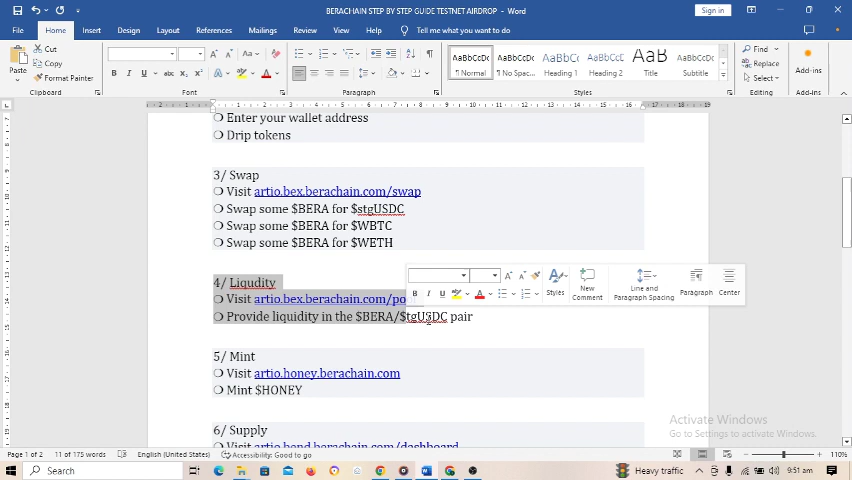 BERACHAIN STEP BY STEP GUIDE TESTNET AIRDROP - Word
Sign in
File Home Insert Draw Design Layout References Mailings Review View Help Tell me what you want to do
Paste
Cut
Copy
Format Painter
Clipboard
Font
Paragraph
AaBbCc AaBbCc AaBbC AaBbCc AaB AaBbCc
¶ Normal ¶ No Spac... Heading 1 Heading 2 Title Subtitle
Styles
Find
Replace
Select
Editing
Add-ins
Add-ins
❍ Enter your wallet address
❍ Drip tokens
3/ Swap
❍ Visit artio.bex.berachain.com/swap
❍ Swap some $BERA for $stgUSDC
❍ Swap some $BERA for $WBTC
❍ Swap some $BERA for $WETH
Styles
New Comment
Line and Paragraph Spacing
Paragraph
Center
4/ Liqudity
❍ Visit artio.bex.berachain.com/po
❍ Provide liquidity in the $BERA/$tgUSDC pair
5/ Mint
❍ Visit artio.honey.berachain.com
❍ Mint $HONEY
6/ Supply
❍ Visit artio.bend.berachain.com/dashboard
Activate Windows
Go to Settings to activate Windows.
Page 1 of 2 11 of 175 words English (United States) Accessibility: Good to go 110%
Search
Heavy traffic
9:51 am